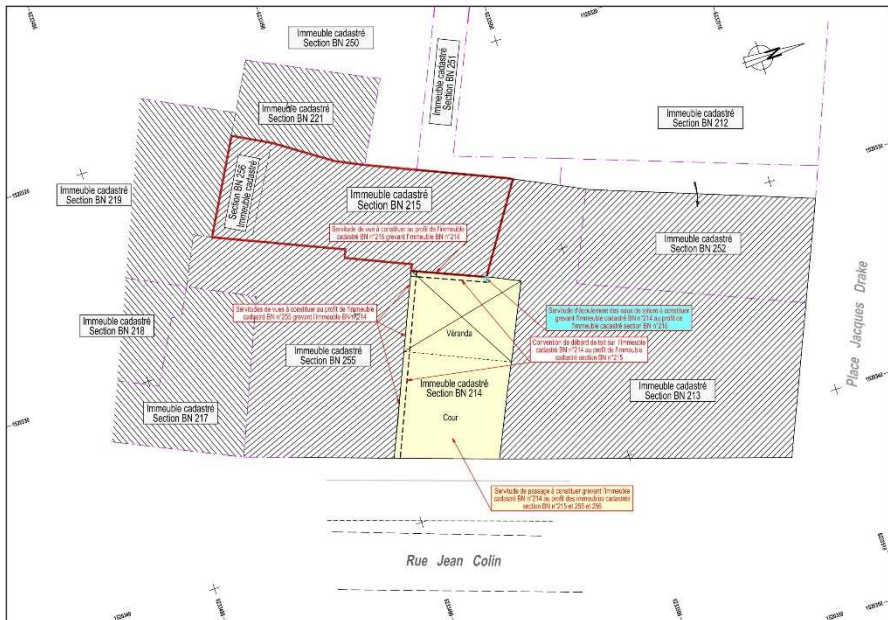 Immeuble cadastré
Section BN 250
Immeuble cadastré
Section BN 251
Immeuble cadastré
Section BN 221
Immeuble cadastré
Section BN 212
Immeuble cadastré
Section BN 219
Section BN 256
Immeuble cadastré
Immeuble cadastré
Section BN 215
Servitude de vue à constituer au profit de l'immeuble
cadastré BN n°215 grevant l'immeuble BN n°214
Immeuble cadastré
Section BN 252
Place Jacques Drake
Servitudes de vues à constituer au profit de l'immeuble
cadastré BN n°255 grevant l'immeuble BN n°214
Servitude d'écoulement des eaux de toiture à constituer
grevant l'immeuble cadastré BN n°214 au profit de
l'immeuble cadastré section BN n°215
Immeuble cadastré
Section BN 218
Véranda
Convention de débord de toit sur l'immeuble
cadastré BN n°214 au profit de l'immeuble
cadastré section BN n°215
Immeuble cadastré
Section BN 255
Immeuble cadastré
Section BN 214
Immeuble cadastré
Section BN 213
Immeuble cadastré
Section BN 217
Cour
Servitude de passage à constituer grevant l'immeuble
cadastré BN n°214 au profit des immeubles cadastrés
section BN n°215 et 255 et 256
Rue Jean Colin